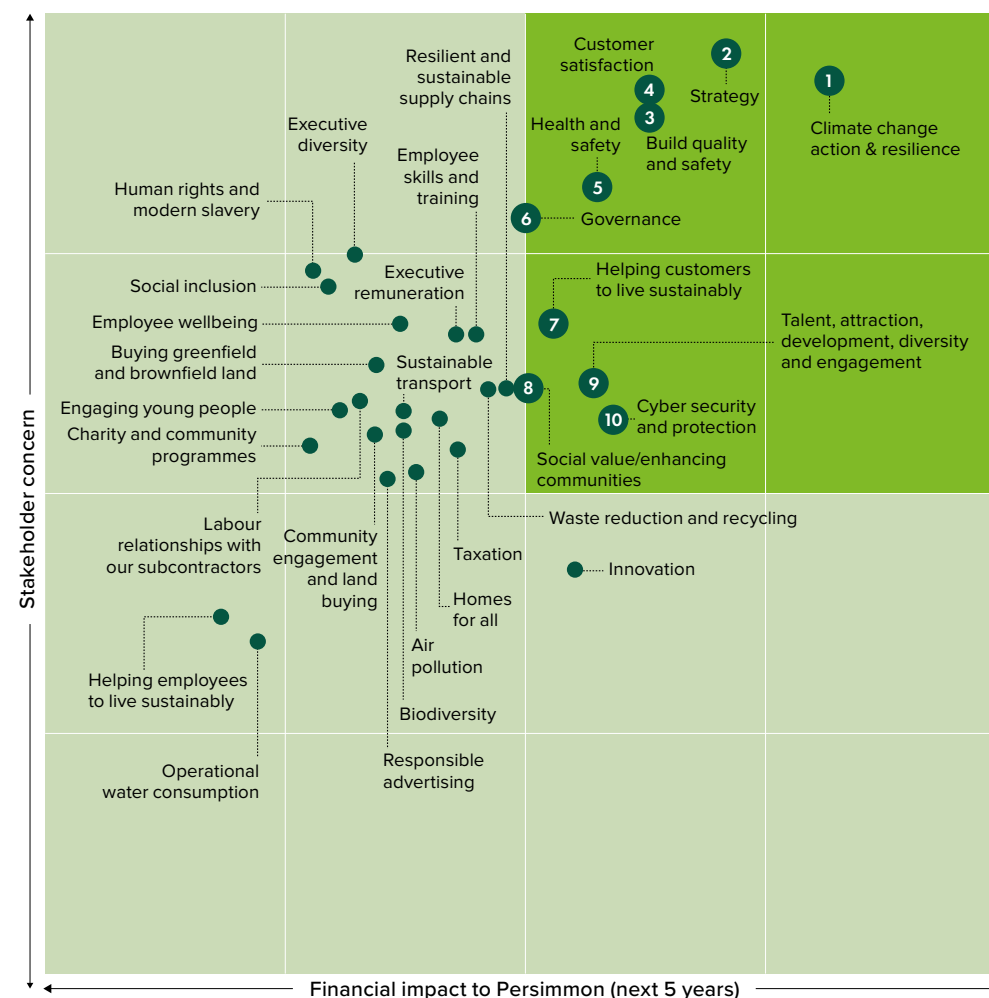 Customer
satisfaction
2
Resilient and
sustainable
supply chains
4
Strategy
1
3
Climate change
action & resilience
Executive
diversity
Health and
safety
Build quality
and safety
Employee
skills and
training
Human rights and
modern slavery
5
6
Governance
Social inclusion
Executive
remuneration
Helping customers
to live sustainably
Employee wellbeing
7
Talent, attraction,
development, diversity
and engagement
Buying greenfield
and brownfield land
Sustainable
transport
8
9
Engaging young people
10
Cyber security
and protection
Charity and community
programmes
Social value/enhancing
communities
Labour
relationships with
our subcontractors
Community
engagement
and land
buying
Taxation
Waste reduction and recycling
Innovation
Homes
for all
Air
pollution
Helping employees
to live sustainably
Biodiversity
Responsible
advertising
Operational
water consumption
Stakeholder concern
Financial impact to Persimmon (next 5 years)